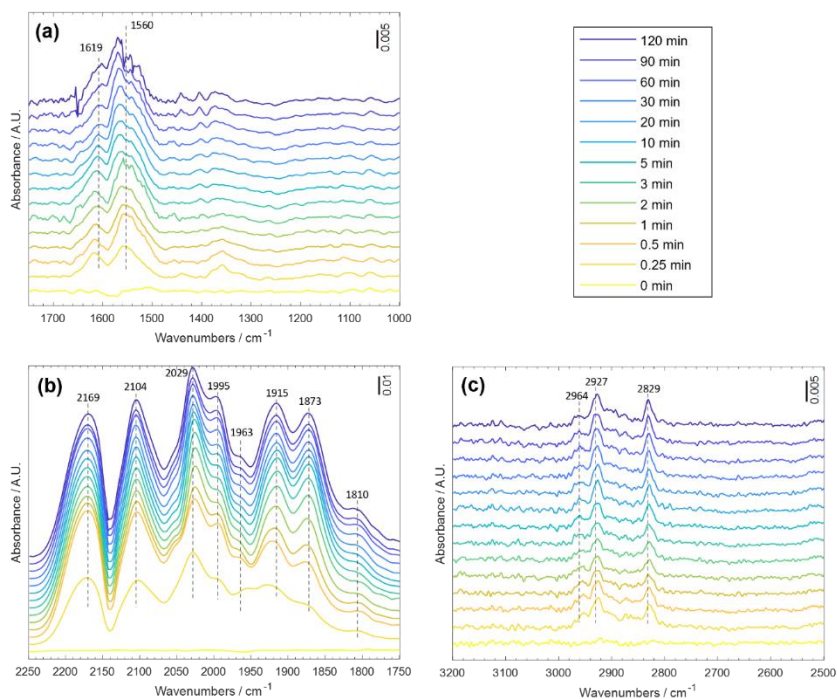 (a)
1619
1560
0.005
Absorbance / A.U.
1700 1600 1500 1400 1300 1200 1100 1000
Wavenumbers / cm⁻¹
120 min
90 min
60 min
30 min
20 min
10 min
5 min
3 min
2 min
1 min
0.5 min
0.25 min
0 min
(b)
2169
2104
2029
1995
1963
1915
1873
1810
0.01
Absorbance / A.U.
2250 2200 2150 2100 2050 2000 1950 1900 1850 1800 1750
Wavenumbers / cm⁻¹
(c)
2964
2927
2829
0.005
Absorbance / A.U.
3200 3100 3000 2900 2800 2700 2600 2500
Wavenumbers / cm⁻¹